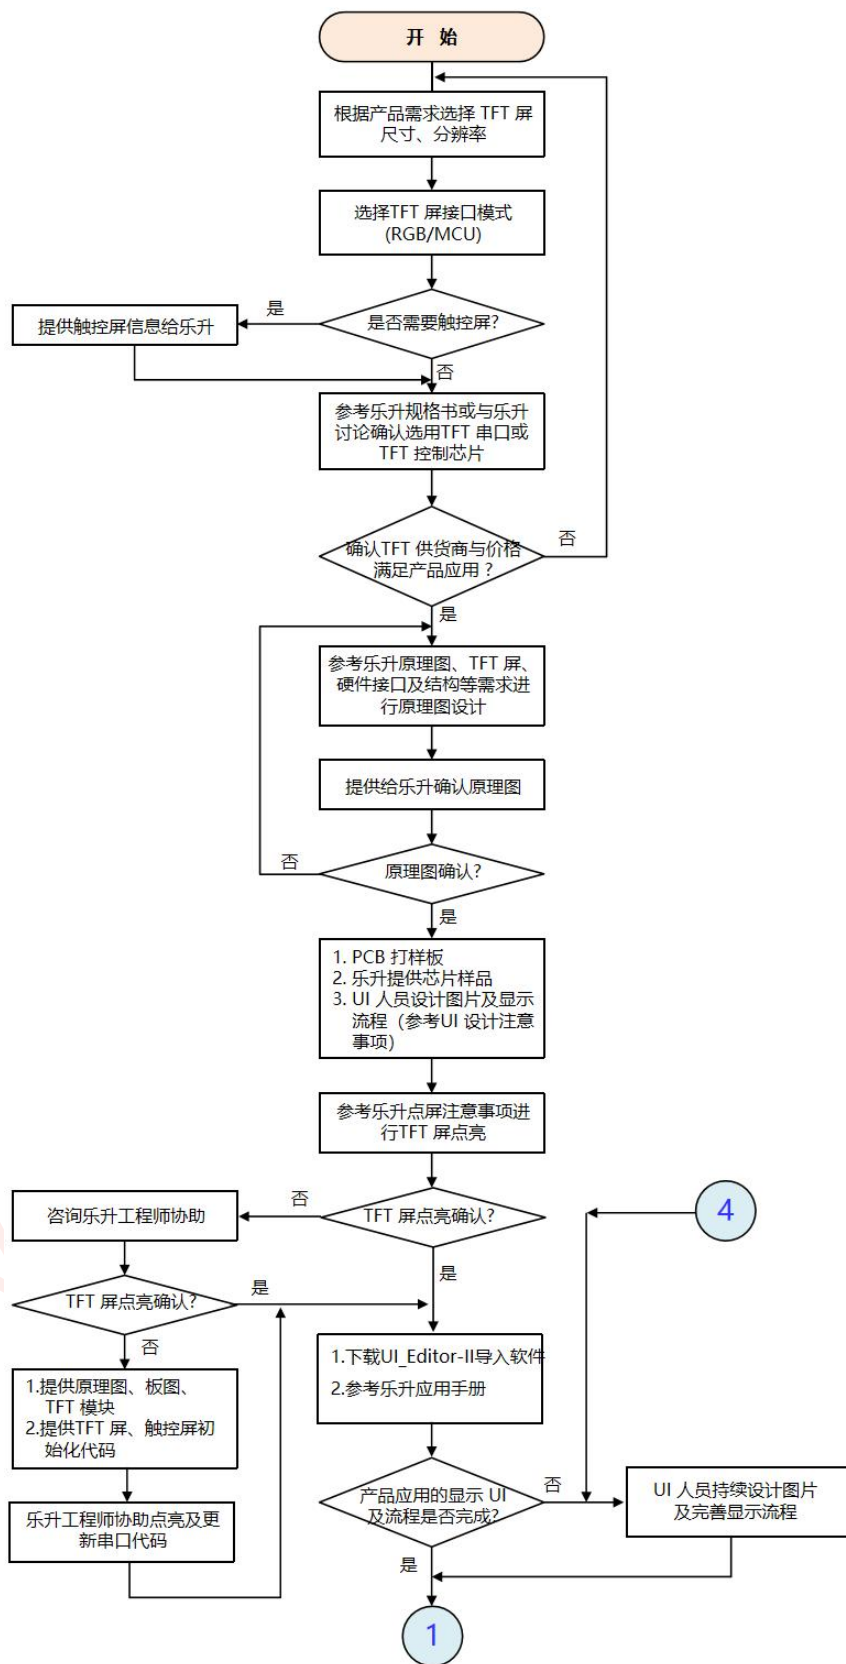 开 始
根据产品需求选择 TFT 屏
尺寸、分辨率
选择TFT 屏接口模式
(RGB/MCU)
是否需要触控屏?
是
提供触控屏信息给乐升
否
参考乐升规格书或与乐升
讨论确认选用TFT 串口或
TFT 控制芯片
确认TFT 供货商与价格
满足产品应用 ?
否
是
参考乐升原理图、TFT 屏、
硬件接口及结构等需求进
行原理图设计
提供给乐升确认原理图
原理图确认?
否
是
1. PCB 打样板
2. 乐升提供芯片样品
3. UI 人员设计图片及显示
流程（参考UI 设计注意
事项）
参考乐升点屏注意事项进
行TFT 屏点亮
TFT 屏点亮确认?
否
咨询乐升工程师协助
4
是
TFT 屏点亮确认?
是
否
1.提供原理图、板图、
TFT 模块
2.提供TFT 屏、触控屏初
始化代码
乐升工程师协助点亮及更
新串口代码
1.下载UI_Editor-II导入软件
2.参考乐升应用手册
产品应用的显示 UI
及流程是否完成?
否
UI 人员持续设计图片
及完善显示流程
是
1